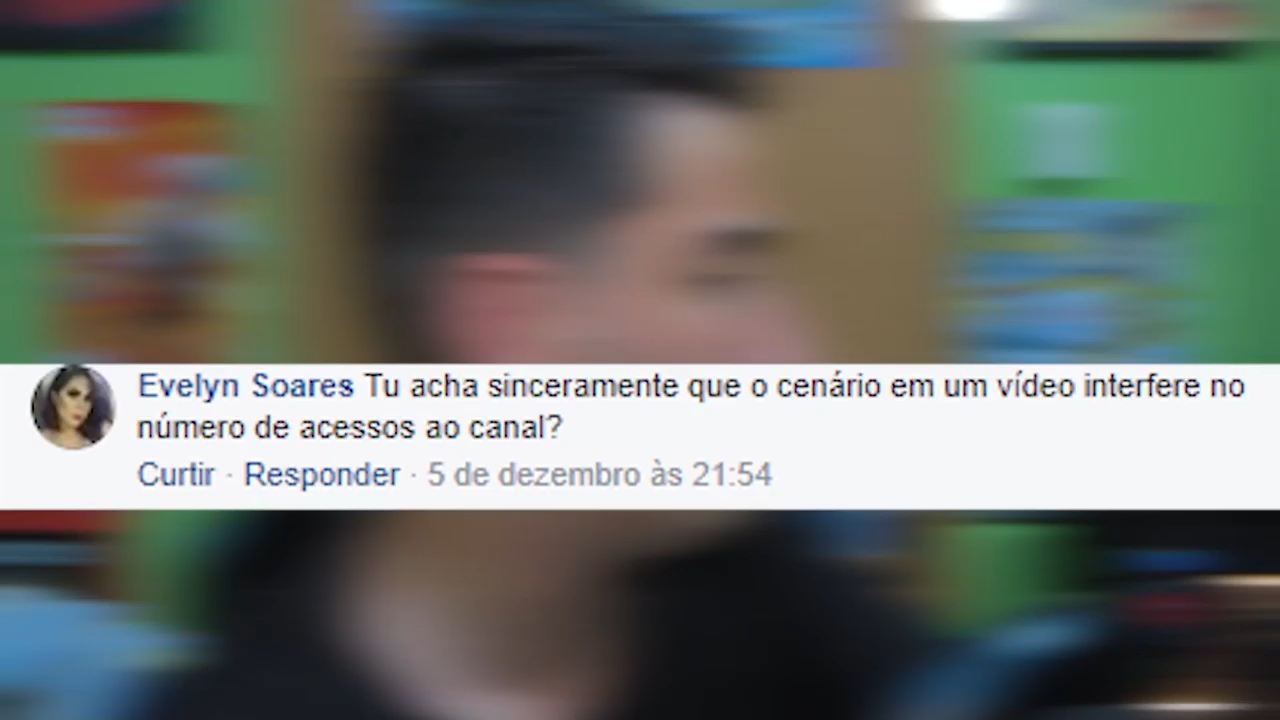 Evelyn Soares Tu acha sinceramente que o cenário em um vídeo interfere no
número de acessos ao canal?
Curtir · Responder · 5 de dezembro às 21:54